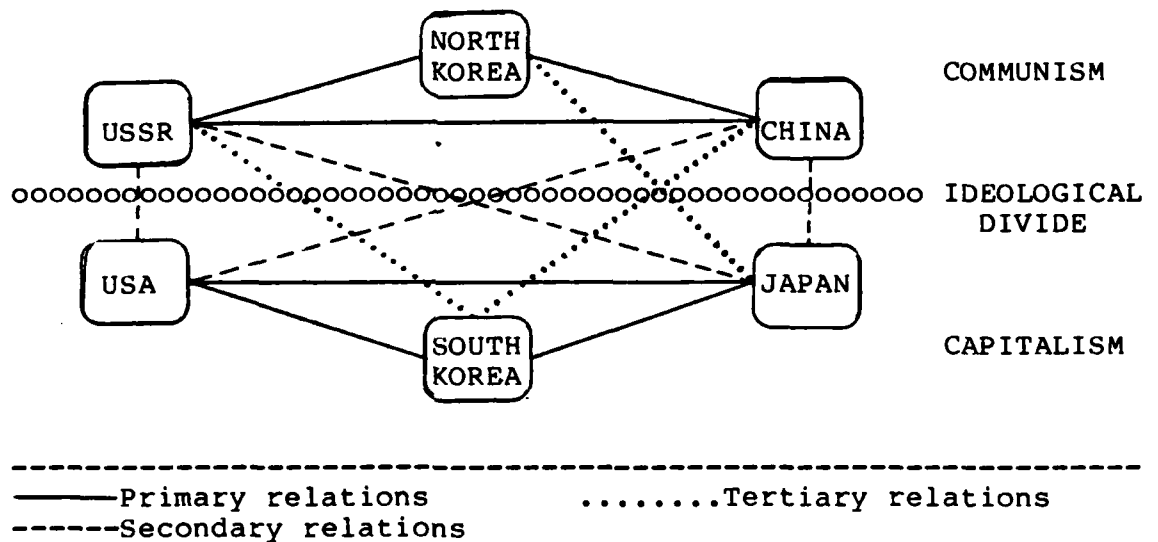 NORTH
KOREA
COMMUNISM
USSR
CHINA
IDEOLOGICAL
DIVIDE
USA
JAPAN
SOUTH
KOREA
CAPITALISM
Primary relations
Tertiary relations
Secondary relations